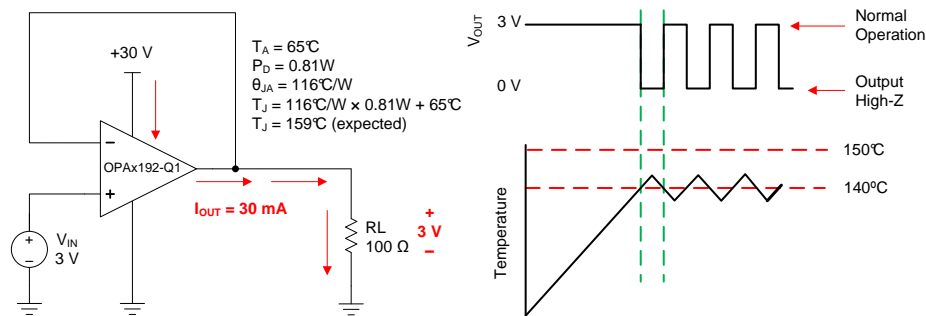 +30 V
T_A = 65℃
P_D = 0.81W
θ_JA = 116℃/W
T_J = 116℃/W × 0.81W + 65℃
T_J = 159℃ (expected)
−
OPAx192-Q1
+
I_OUT = 30 mA
+
−
V_IN
3 V
RL
100 Ω
+
3 V
−
V_OUT
3 V
0 V
Normal
Operation
Output
High-Z
Temperature
150℃
140ºC